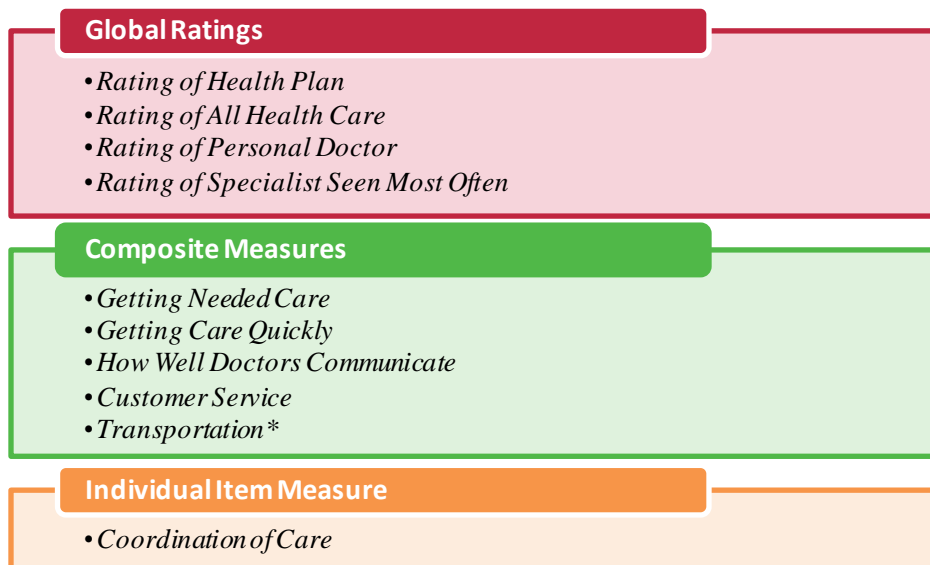 Global Ratings
•Rating of Health Plan
•Rating of All Health Care
•Rating of Personal Doctor
•Rating of Specialist Seen Most Often
Composite Measures
•Getting Needed Care
•Getting Care Quickly
•How Well Doctors Communicate
•Customer Service
•Transportation*
Individual Item Measure
•Coordination of Care